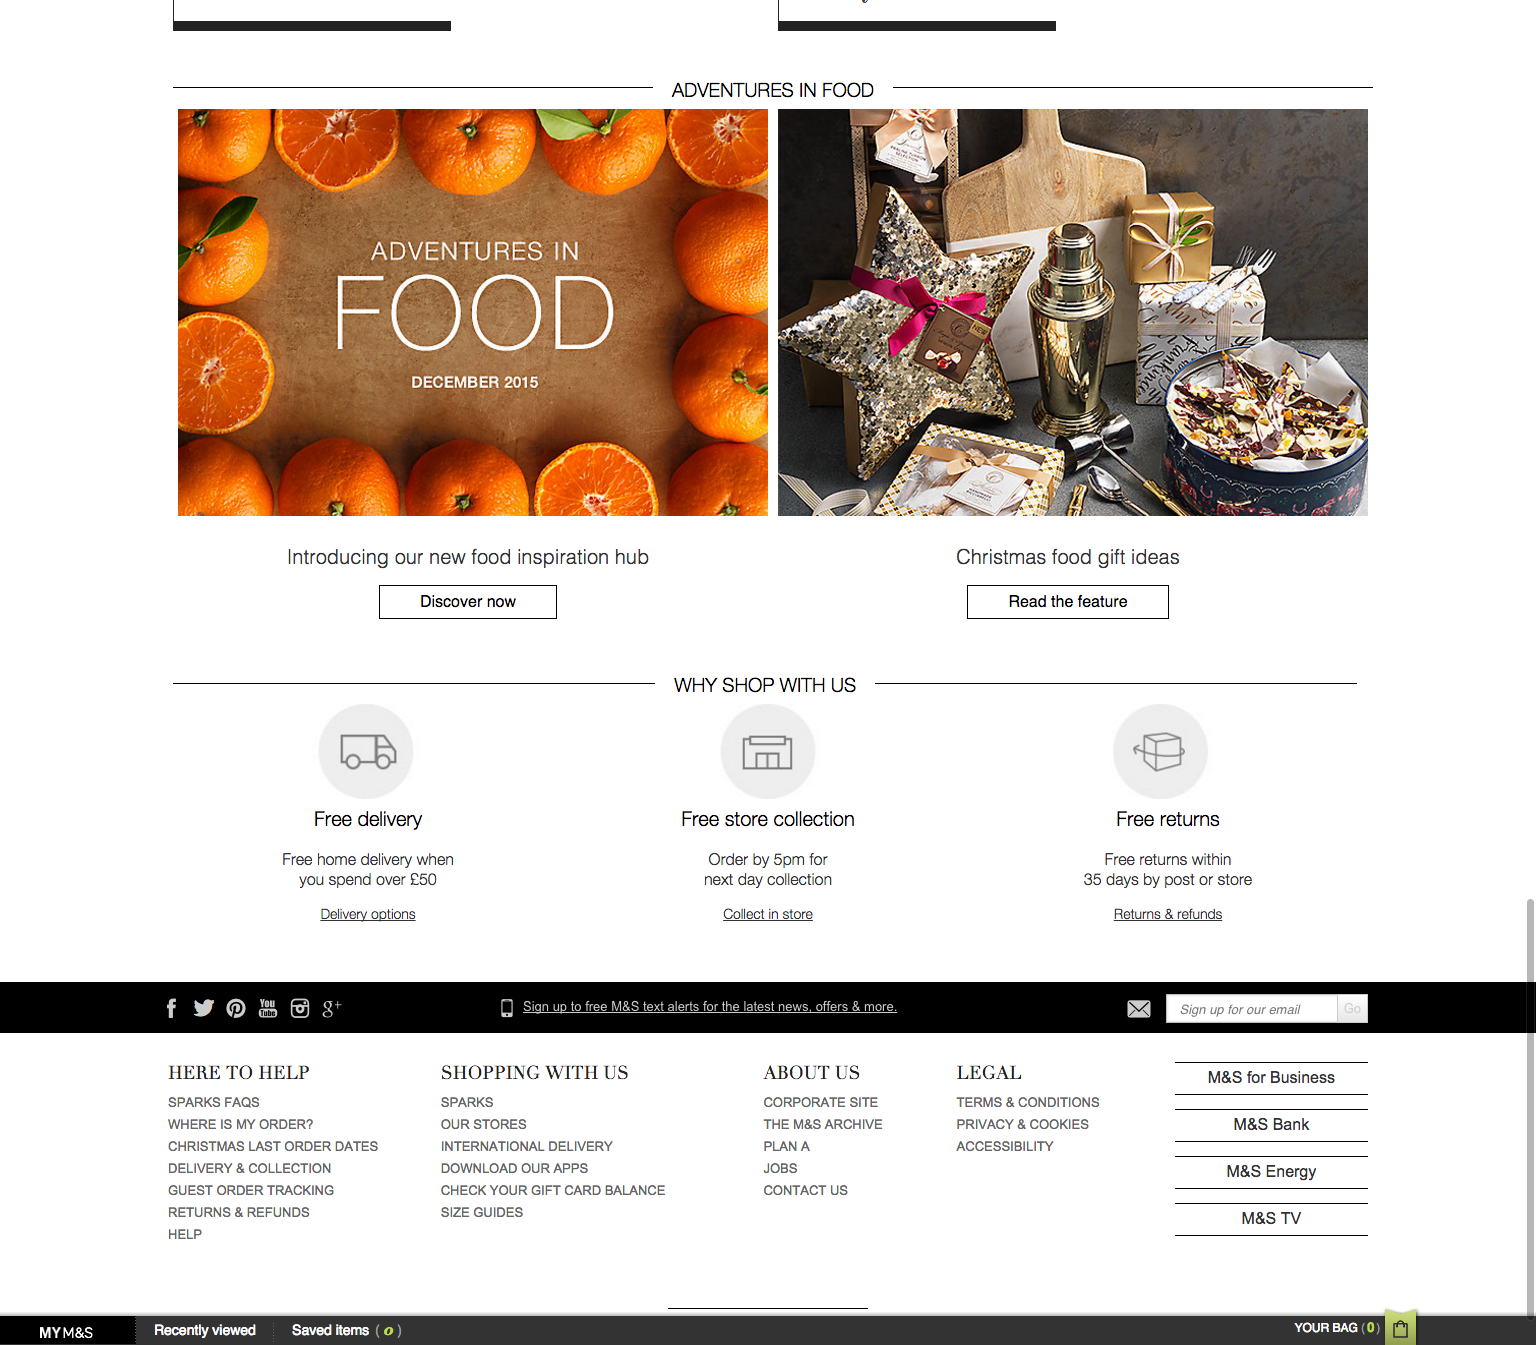 ADVENTURES IN FOOD
ADVENTURES IN
FOOD
DECEMBER 2015
NEW
Introducing our new food inspiration hub
Christmas food gift ideas
Discover now
Read the feature
WHY SHOP WITH US
Free delivery
Free home delivery when
you spend over £50
Delivery options
Free store collection
Order by 5pm for
next day collection
Collect in store
Free returns
Free returns within
35 days by post or store
Returns & refunds
You
Tube
g+
Sign up to free M&S text alerts for the latest news, offers & more.
Sign up for our email
Go
HERE TO HELP
SPARKS FAQS
WHERE IS MY ORDER?
CHRISTMAS LAST ORDER DATES
DELIVERY & COLLECTION
GUEST ORDER TRACKING
RETURNS & REFUNDS
HELP
SHOPPING WITH US
SPARKS
OUR STORES
INTERNATIONAL DELIVERY
DOWNLOAD OUR APPS
CHECK YOUR GIFT CARD BALANCE
SIZE GUIDES
ABOUT US
CORPORATE SITE
THE M&S ARCHIVE
PLAN A
JOBS
CONTACT US
LEGAL
TERMS & CONDITIONS
PRIVACY & COOKIES
ACCESSIBILITY
M&S for Business
M&S Bank
M&S Energy
M&S TV
MY M&S
Recently viewed
Saved items (0)
YOUR BAG (0)